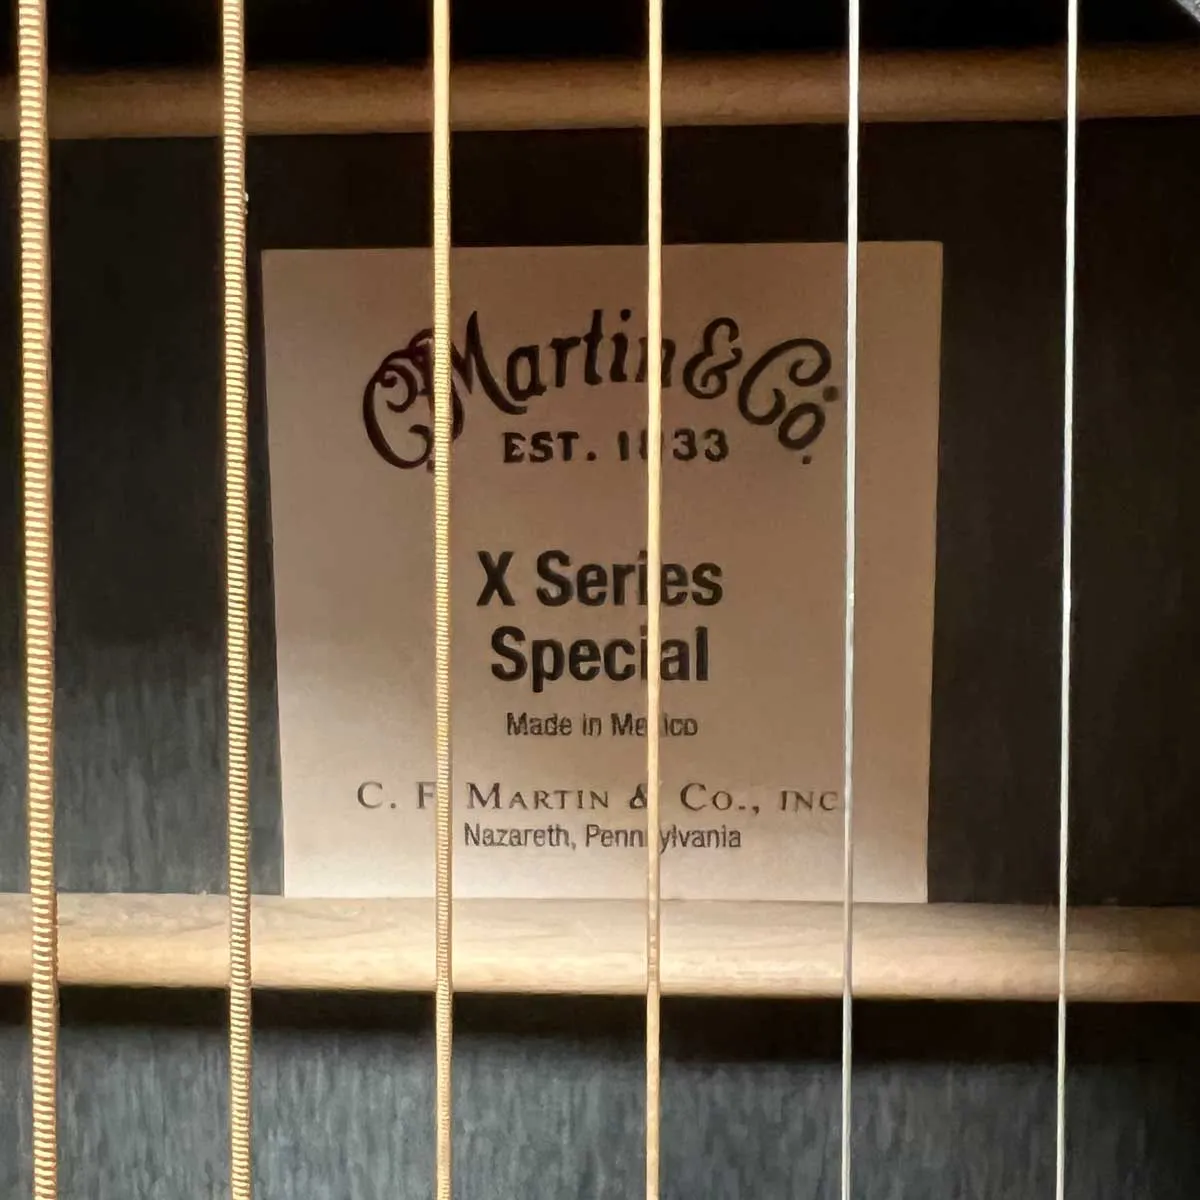 C.F. Martin & Co.
EST. 1833
X Series
Special
Made in Mexico
C. F. MARTIN & CO., INC.
Nazareth, Pennsylvania